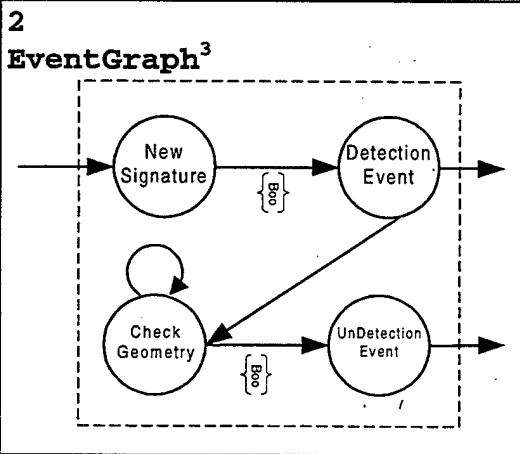 2
EventGraph³
New
Signature
Detection
Event
{Boo}
Check
Geometry
UnDetection
Event
{Boo}